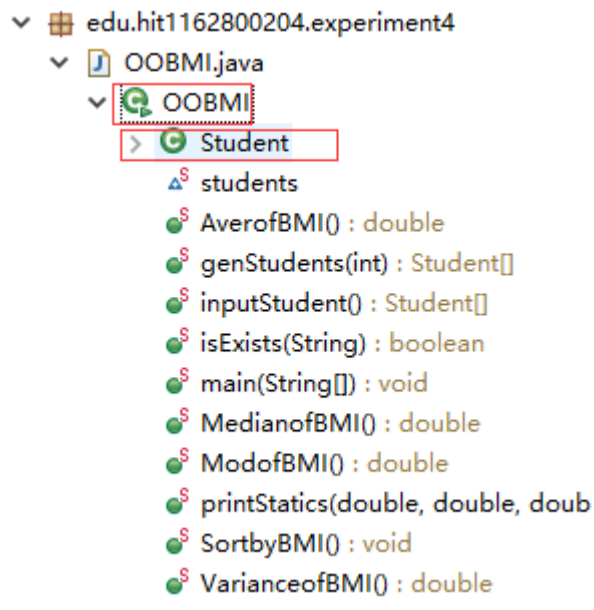 edu.hit1162800204.experiment4
OOBMI.java
OOBMI
Student
students
AverofBMI() : double
genStudents(int) : Student[]
inputStudent() : Student[]
isExists(String) : boolean
main(String[]) : void
MedianofBMI() : double
ModofBMI() : double
printStatics(double, double, doub
SortbyBMI() : void
VarianceofBMI() : double